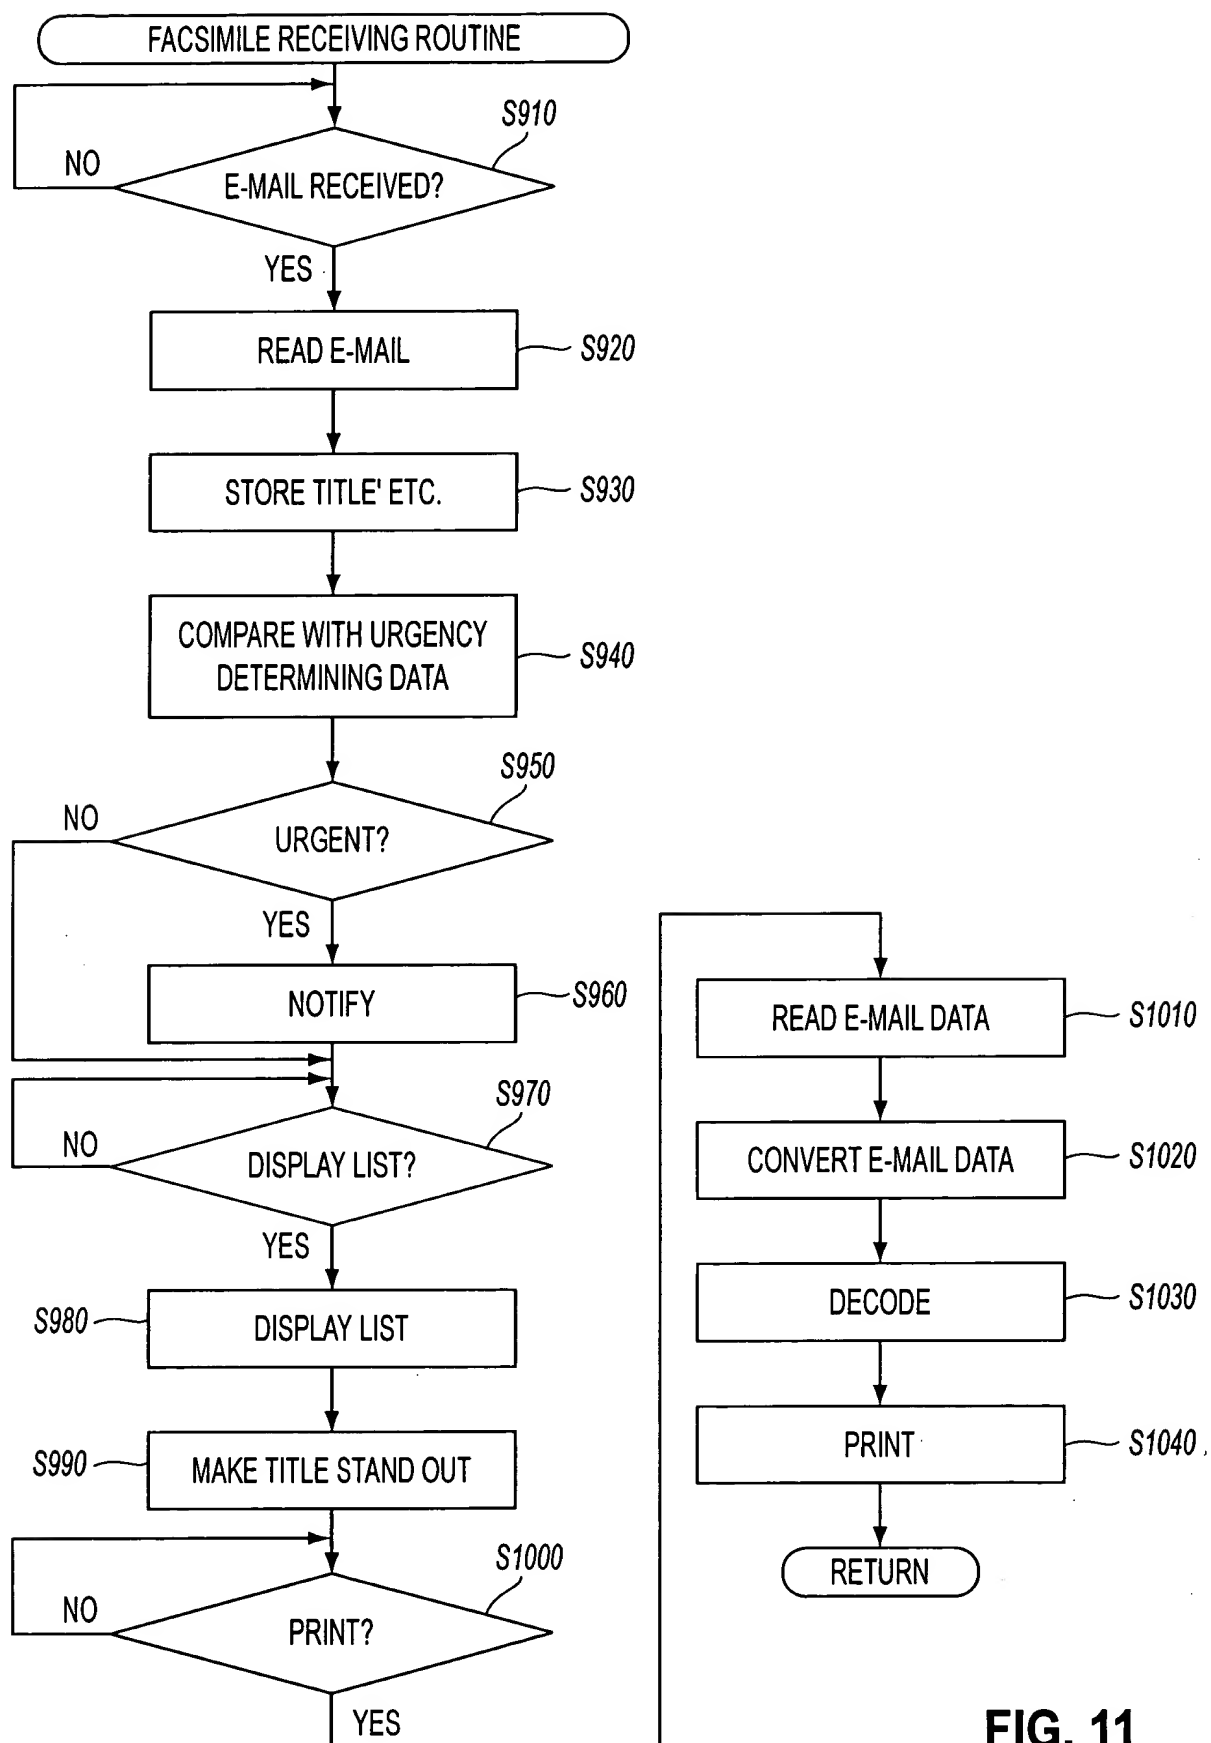 FACSIMILE RECEIVING ROUTINE
S910
NO
E-MAIL RECEIVED?
YES
READ E-MAIL
S920
STORE TITLE' ETC.
S930
COMPARE WITH URGENCY
DETERMINING DATA
S940
S950
NO
URGENT?
YES
NOTIFY
S960
S970
NO
DISPLAY LIST?
YES
S980
DISPLAY LIST
S990
MAKE TITLE STAND OUT
S1000
NO
PRINT?
YES
READ E-MAIL DATA
S1010
CONVERT E-MAIL DATA
S1020
DECODE
S1030
PRINT
S1040
RETURN
FIG. 11